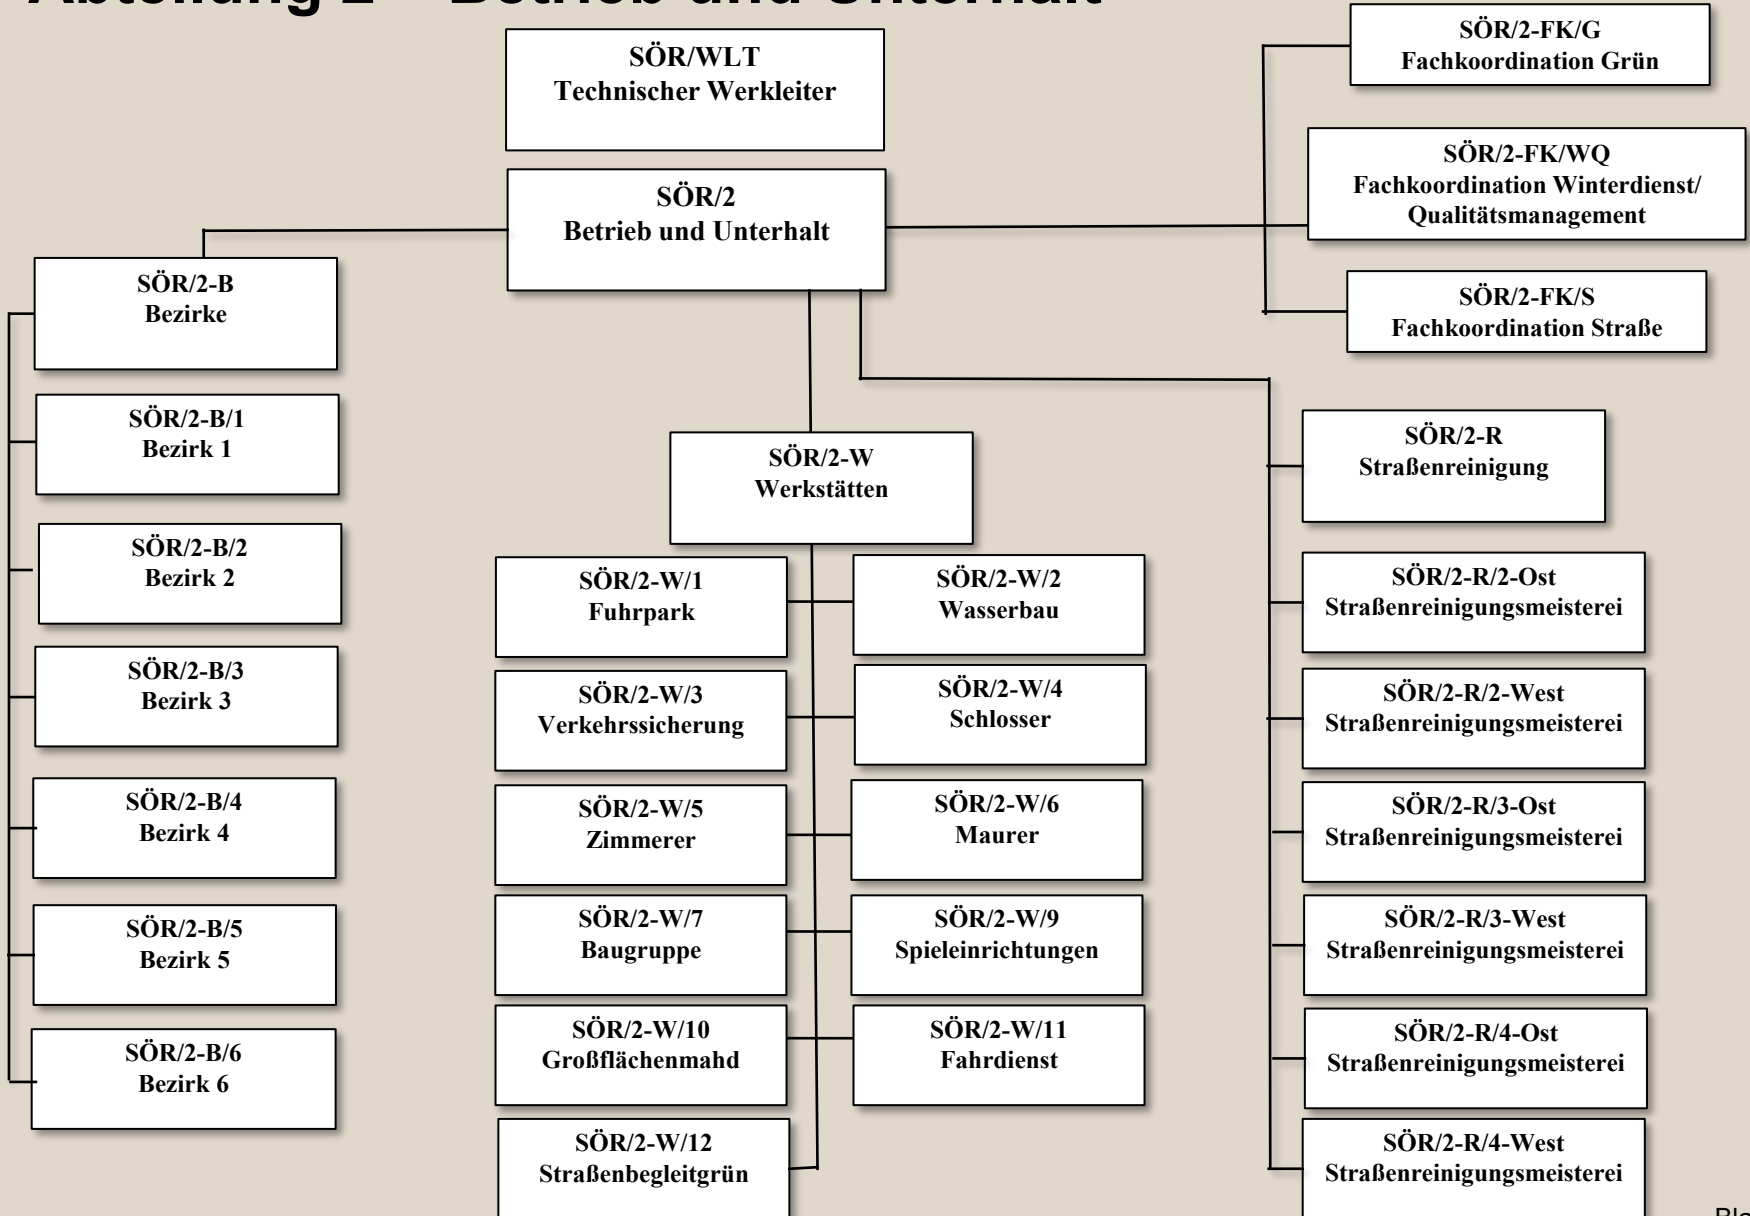 Abteilung 2 – Betrieb und Unterhalt
SÖR/WLT
Technischer Werkleiter
SÖR/2
Betrieb und Unterhalt
SÖR/2-FK/G
Fachkoordination Grün
SÖR/2-FK/WQ
Fachkoordination Winterdienst/
Qualitätsmanagement
SÖR/2-FK/S
Fachkoordination Straße
SÖR/2-B
Bezirke
SÖR/2-B/1
Bezirk 1
SÖR/2-B/2
Bezirk 2
SÖR/2-B/3
Bezirk 3
SÖR/2-B/4
Bezirk 4
SÖR/2-B/5
Bezirk 5
SÖR/2-B/6
Bezirk 6
SÖR/2-W
Werkstätten
SÖR/2-W/1
Fuhrpark
SÖR/2-W/2
Wasserbau
SÖR/2-W/3
Verkehrssicherung
SÖR/2-W/4
Schlosser
SÖR/2-W/5
Zimmerer
SÖR/2-W/6
Maurer
SÖR/2-W/7
Baugruppe
SÖR/2-W/9
Spieleinrichtungen
SÖR/2-W/10
Großflächenmahd
SÖR/2-W/11
Fahrdienst
SÖR/2-W/12
Straßenbegleitgrün
SÖR/2-R
Straßenreinigung
SÖR/2-R/2-Ost
Straßenreinigungsmeisterei
SÖR/2-R/2-West
Straßenreinigungsmeisterei
SÖR/2-R/3-Ost
Straßenreinigungsmeisterei
SÖR/2-R/3-West
Straßenreinigungsmeisterei
SÖR/2-R/4-Ost
Straßenreinigungsmeisterei
SÖR/2-R/4-West
Straßenreinigungsmeisterei